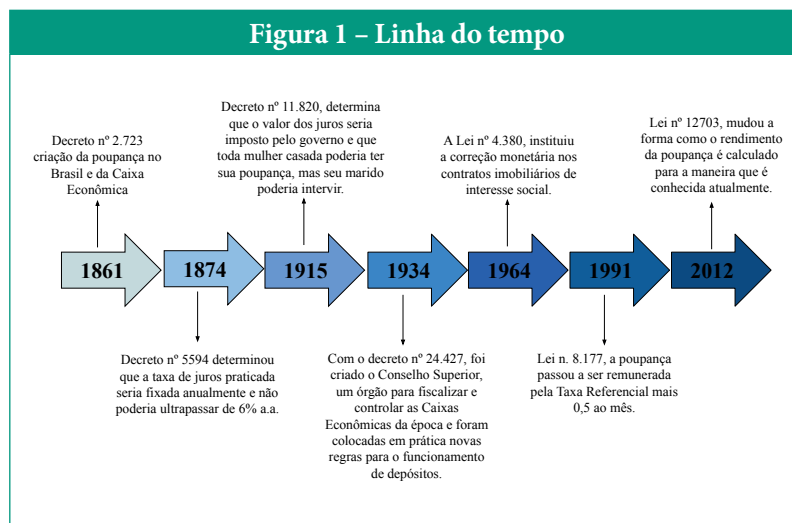 Figura 1 – Linha do tempo
Decreto nº 2.723
criação da poupança no
Brasil e da Caixa
Econômica
Decreto nº 11.820, determina
que o valor dos juros seria
imposto pelo governo e que
toda mulher casada poderia ter
sua poupança, mas seu marido
poderia intervir.
A Lei nº 4.380, instituiu
a correção monetária nos
contratos imobiliários de
interesse social.
Lei nº 12703, mudou a
forma como o rendimento
da poupança é calculado
para a maneira que é
conhecida atualmente.
1861
1874
1915
1934
1964
1991
2012
Decreto nº 5594 determinou
que a taxa de juros praticada
seria fixada anualmente e não
poderia ultrapassar de 6% a.a.
Com o decreto nº 24.427, foi
criado o Conselho Superior,
um órgão para fiscalizar e
controlar as Caixas
Econômicas da época e foram
colocadas em prática novas
regras para o funcionamento
de depósitos.
Lei n. 8.177, a poupança
passou a ser remunerada
pela Taxa Referencial mais
0,5 ao mês.